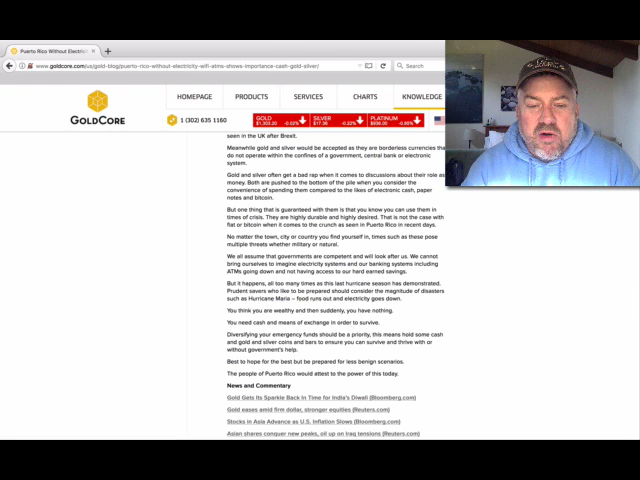 Puerto Rico Without Electrici
www.goldcore.com/us/gold-blog/puerto-rico-without-electricity-wifi-atms-shows-importance-cash-gold-silver/
Search
GOLDCORE
HOMEPAGE PRODUCTS SERVICES CHARTS KNOWLEDGE
1 (302) 635 1160
GOLD SILVER PLATINUM
seen in the UK after Brexit.
Meanwhile gold and silver would be accepted as they are borderless currencies tha
do not operate within the confines of a government, central bank or electronic
system.
Gold and silver often get a bad rap when it comes to discussions about their role as
money. Both are pushed to the bottom of the pile when you consider the
convenience of spending them compared to the likes of electronic cash, paper
notes and bitcoin.
But one thing that is guaranteed with them is that you know you can use them in
times of crisis. They are highly durable and highly desired. That is not the case with
fiat or bitcoin when it comes to the crunch as seen in Puerto Rico in recent days.
No matter the town, city or country you find yourself in, times such as these pose
multiple threats whether military or natural.
We all assume that governments are competent and will look after us. We cannot
bring ourselves to imagine electricity systems and our banking systems including
ATMs going down and not having access to our hard earned savings.
But it happens, all too many times as this last hurricane season has demonstrated.
Prudent savers who like to be prepared should consider the magnitude of disasters
such as Hurricane Maria – food runs out and electricity goes down.
You think you are wealthy and then suddenly, you have nothing.
You need cash and means of exchange in order to survive.
Diversifying your emergency funds should be a priority, this means hold some cash
and gold and silver coins and bars to ensure you can survive and thrive with or
without government's help.
Best to hope for the best but be prepared for less benign scenarios.
The people of Puerto Rico would attest to the power of this today.
News and Commentary
Gold Gets Its Sparkle Back In Time for India's Diwali (Bloomberg.com)
Gold eases amid firm dollar, stronger equities (Reuters.com)
Stocks in Asia Advance as U.S. Inflation Slows (Bloomberg.com)
Asian shares conquer new peaks, oil up on Iraq tensions (Reuters.com)